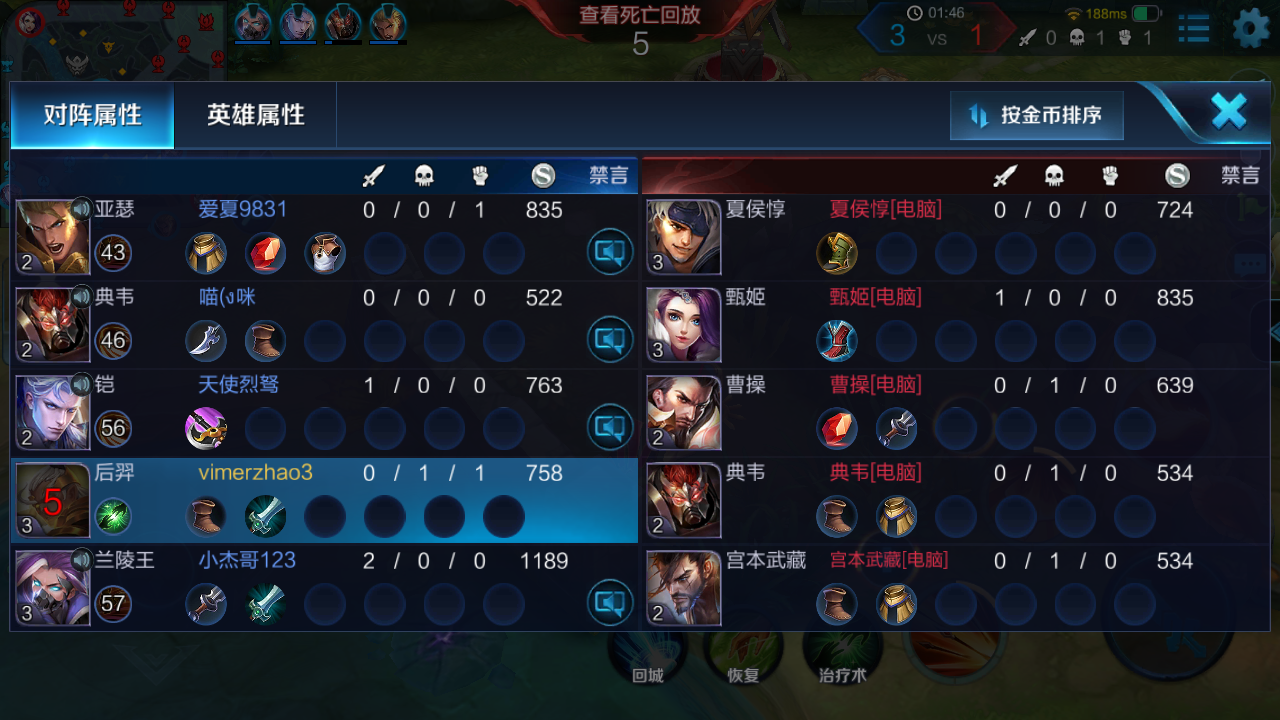 查看死亡回放
5
01:46
188ms
3 VS 1
0 1 1
对阵属性 英雄属性 按金币排序
禁言 禁言
亚瑟 爱夏9831 0 / 0 / 1 835
2 43
夏侯惇 夏侯惇[电脑] 0 / 0 / 0 724
3
典韦 喵(ง咪 0 / 0 / 0 522
2 46
甄姬 甄姬[电脑] 1 / 0 / 0 835
3
铠 天使烈驽 1 / 0 / 0 763
2 56
曹操 曹操[电脑] 0 / 1 / 0 639
2
后羿 vimerzhao3 0 / 1 / 1 758
5
3
典韦 典韦[电脑] 0 / 1 / 0 534
2
兰陵王 小杰哥123 2 / 0 / 0 1189
3 57
宫本武藏 宫本武藏[电脑] 0 / 1 / 0 534
2
回城 恢复 治疗术